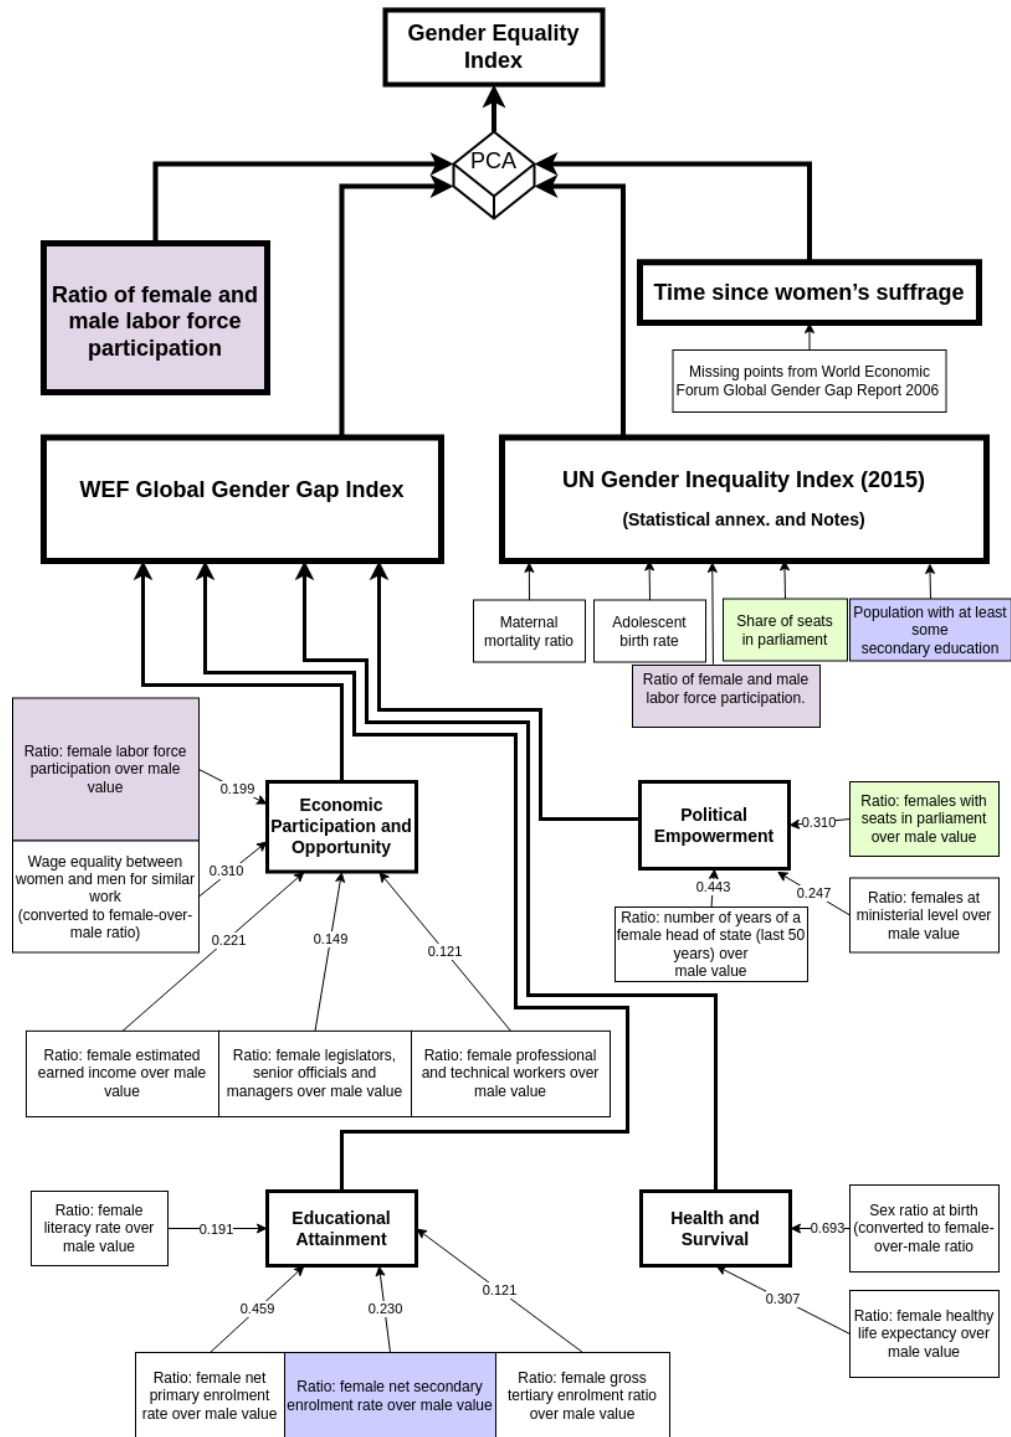 Gender Equality
Index
PCA
Ratio of female and
male labor force
participation
Time since women's suffrage
Missing points from World Economic
Forum Global Gender Gap Report 2006
WEF Global Gender Gap Index
UN Gender Inequality Index (2015)
(Statistical annex. and Notes)
Maternal
mortality ratio
Adolescent
birth rate
Share of seats
in parliament
Population with at least
some
secondary education
Ratio of female and male
labor force participation.
Ratio: female labor force
participation over male
value
0.199
Economic
Participation and
Opportunity
Political
Empowerment
0.310
Ratio: females with
seats in parliament
over male value
Wage equality between
women and men for similar
work
(converted to female-over-
male ratio)
0.310
0.221
0.149
0.121
0.443
0.247
Ratio: number of years of a
female head of state (last 50
years) over
male value
Ratio: females at
ministerial level over
male value
Ratio: female estimated
earned income over male
value
Ratio: female legislators,
senior officials and
managers over male value
Ratio: female professional
and technical workers over
male value
Ratio: female
literacy rate over
male value
0.191
Educational
Attainment
Health and
Survival
0.693
Sex ratio at birth
(converted to female-
over-male ratio
0.459
0.230
0.121
0.307
Ratio: female healthy
life expectancy over
male value
Ratio: female net
primary enrolment
rate over male value
Ratio: female net secondary
enrolment rate over male value
Ratio: female gross
tertiary enrolment ratio
over male value